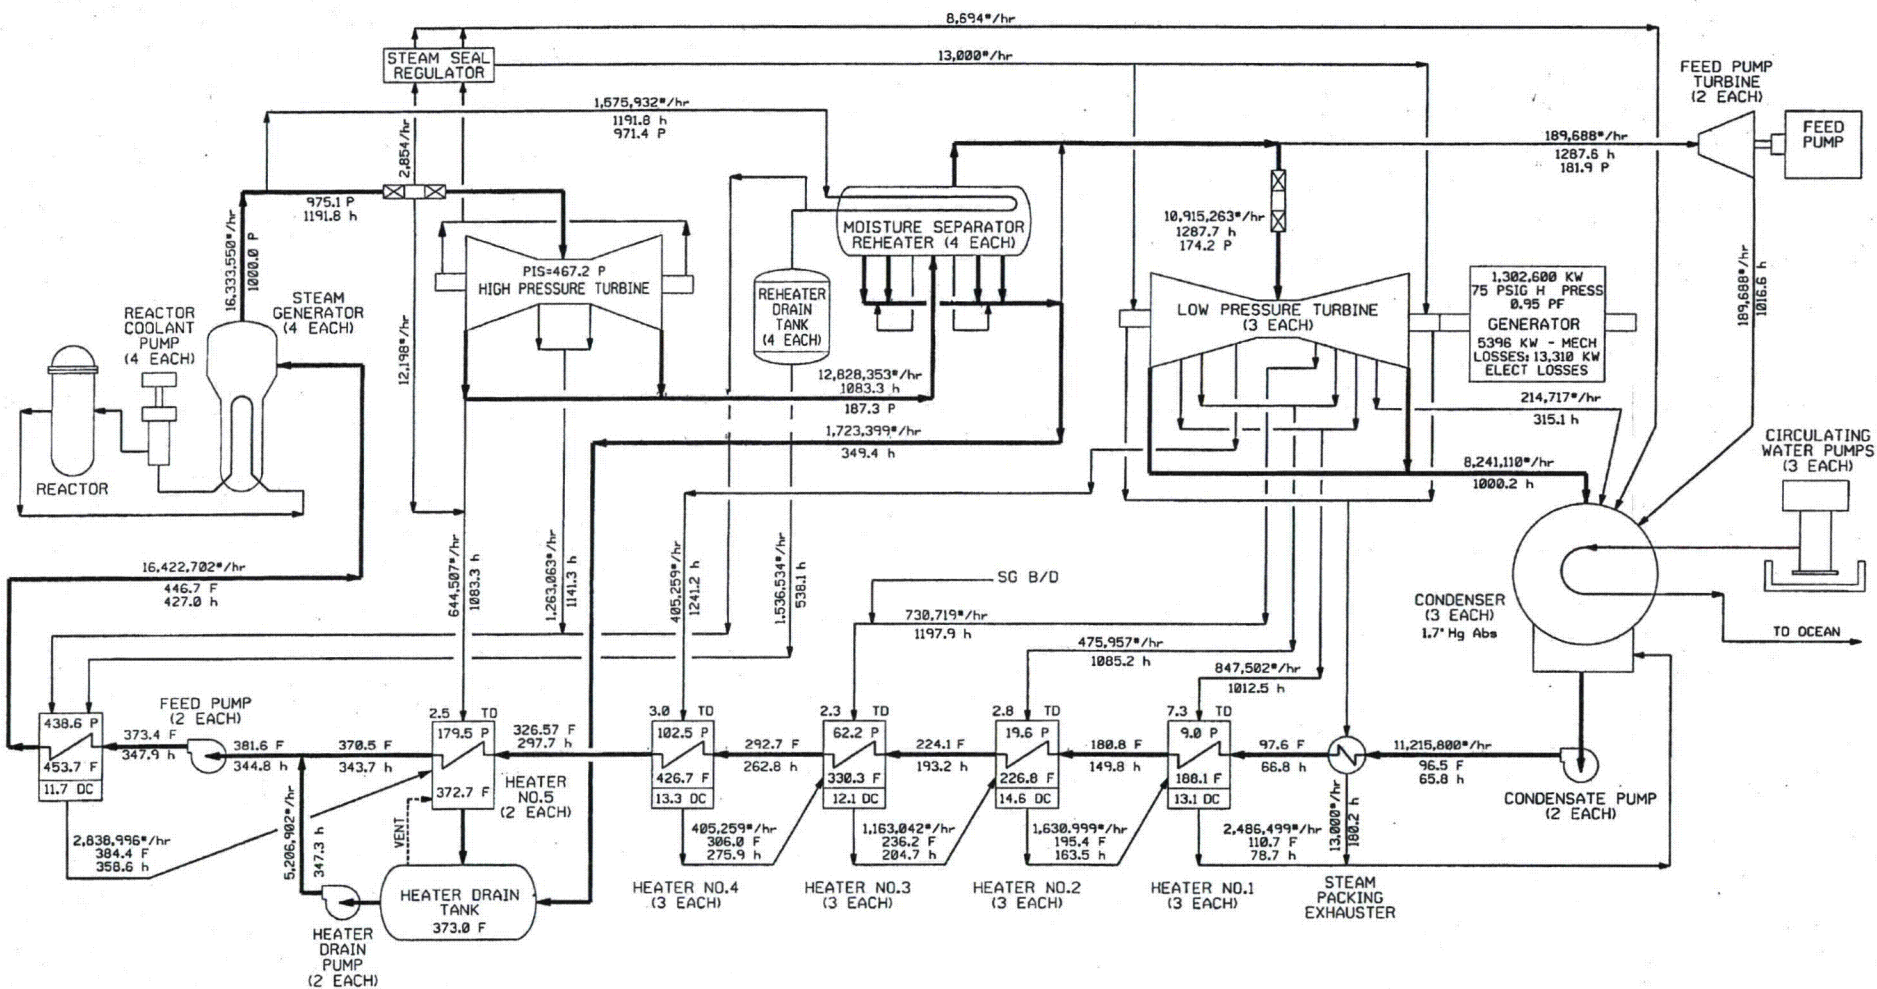 8,694#/hr
STEAM SEAL
REGULATOR
13,000#/hr
FEED PUMP
TURBINE
(2 EACH)
FEED
PUMP
1,575,932#/hr
1191.8 h
971.4 P
2,854/hr
189,688#/hr
1287.6 h
181.9 P
975.1 P
1191.8 h
16,333,550#/hr
1000.0 P
MOISTURE SEPARATOR
REHEATER (4 EACH)
10,915,263#/hr
1287.7 h
174.2 P
PIS=467.2 P
HIGH PRESSURE TURBINE
REHEATER
DRAIN
TANK
(4 EACH)
LOW PRESSURE TURBINE
(3 EACH)
1,302,600 KW
75 PSIG H PRESS
0.95 PF
GENERATOR
5396 KW - MECH
LOSSES: 13,310 KW
ELECT LOSSES
189,688#/hr
1016.6 h
STEAM
GENERATOR
(4 EACH)
REACTOR
COOLANT
PUMP
(4 EACH)
REACTOR
12,198#/hr
12,828,353#/hr
1083.3 h
187.3 P
1,723,399#/hr
349.4 h
214,717#/hr
315.1 h
8,241,110#/hr
1000.2 h
CIRCULATING
WATER PUMPS
(3 EACH)
16,422,702#/hr
446.7 F
427.0 h
644,507#/hr
1083.3 h
1,263,063#/hr
1141.3 h
405,259#/hr
1241.2 h
1,536,534#/hr
538.1 h
SG B/D
730,719#/hr
1197.9 h
475,957#/hr
1085.2 h
847,502#/hr
1012.5 h
CONDENSER
(3 EACH)
1.7" Hg Abs
TO OCEAN
438.6 P
453.7 F
11.7 DC
373.4 F
347.9 h
FEED PUMP
(2 EACH)
381.6 F
344.8 h
370.5 F
343.7 h
2.5 TD
179.5 P
372.7 F
HEATER
NO.5
(2 EACH)
326.57 F
297.7 h
3.0 TD
102.5 P
426.7 F
13.3 DC
292.7 F
262.8 h
2.3 TD
62.2 P
330.3 F
12.1 DC
224.1 F
193.2 h
2.8 TD
19.6 P
226.8 F
14.6 DC
180.8 F
149.8 h
7.3 TD
9.0 P
188.1 F
13.1 DC
97.6 F
66.8 h
11,215,800#/hr
96.5 F
65.8 h
CONDENSATE PUMP
(2 EACH)
2,838,996#/hr
384.4 F
358.6 h
5,206,902#/hr
347.3 h
VENT
HEATER DRAIN
TANK
373.0 F
HEATER
DRAIN
PUMP
(2 EACH)
405,259#/hr
306.0 F
275.9 h
HEATER NO.4
(3 EACH)
1,163,042#/hr
236.2 F
204.7 h
HEATER NO.3
(3 EACH)
1,630,999#/hr
195.4 F
163.5 h
HEATER NO.2
(3 EACH)
2,486,499#/hr
110.7 F
78.7 h
HEATER NO.1
(3 EACH)
13,000#/hr
180.2 h
STEAM
PACKING
EXHAUSTER